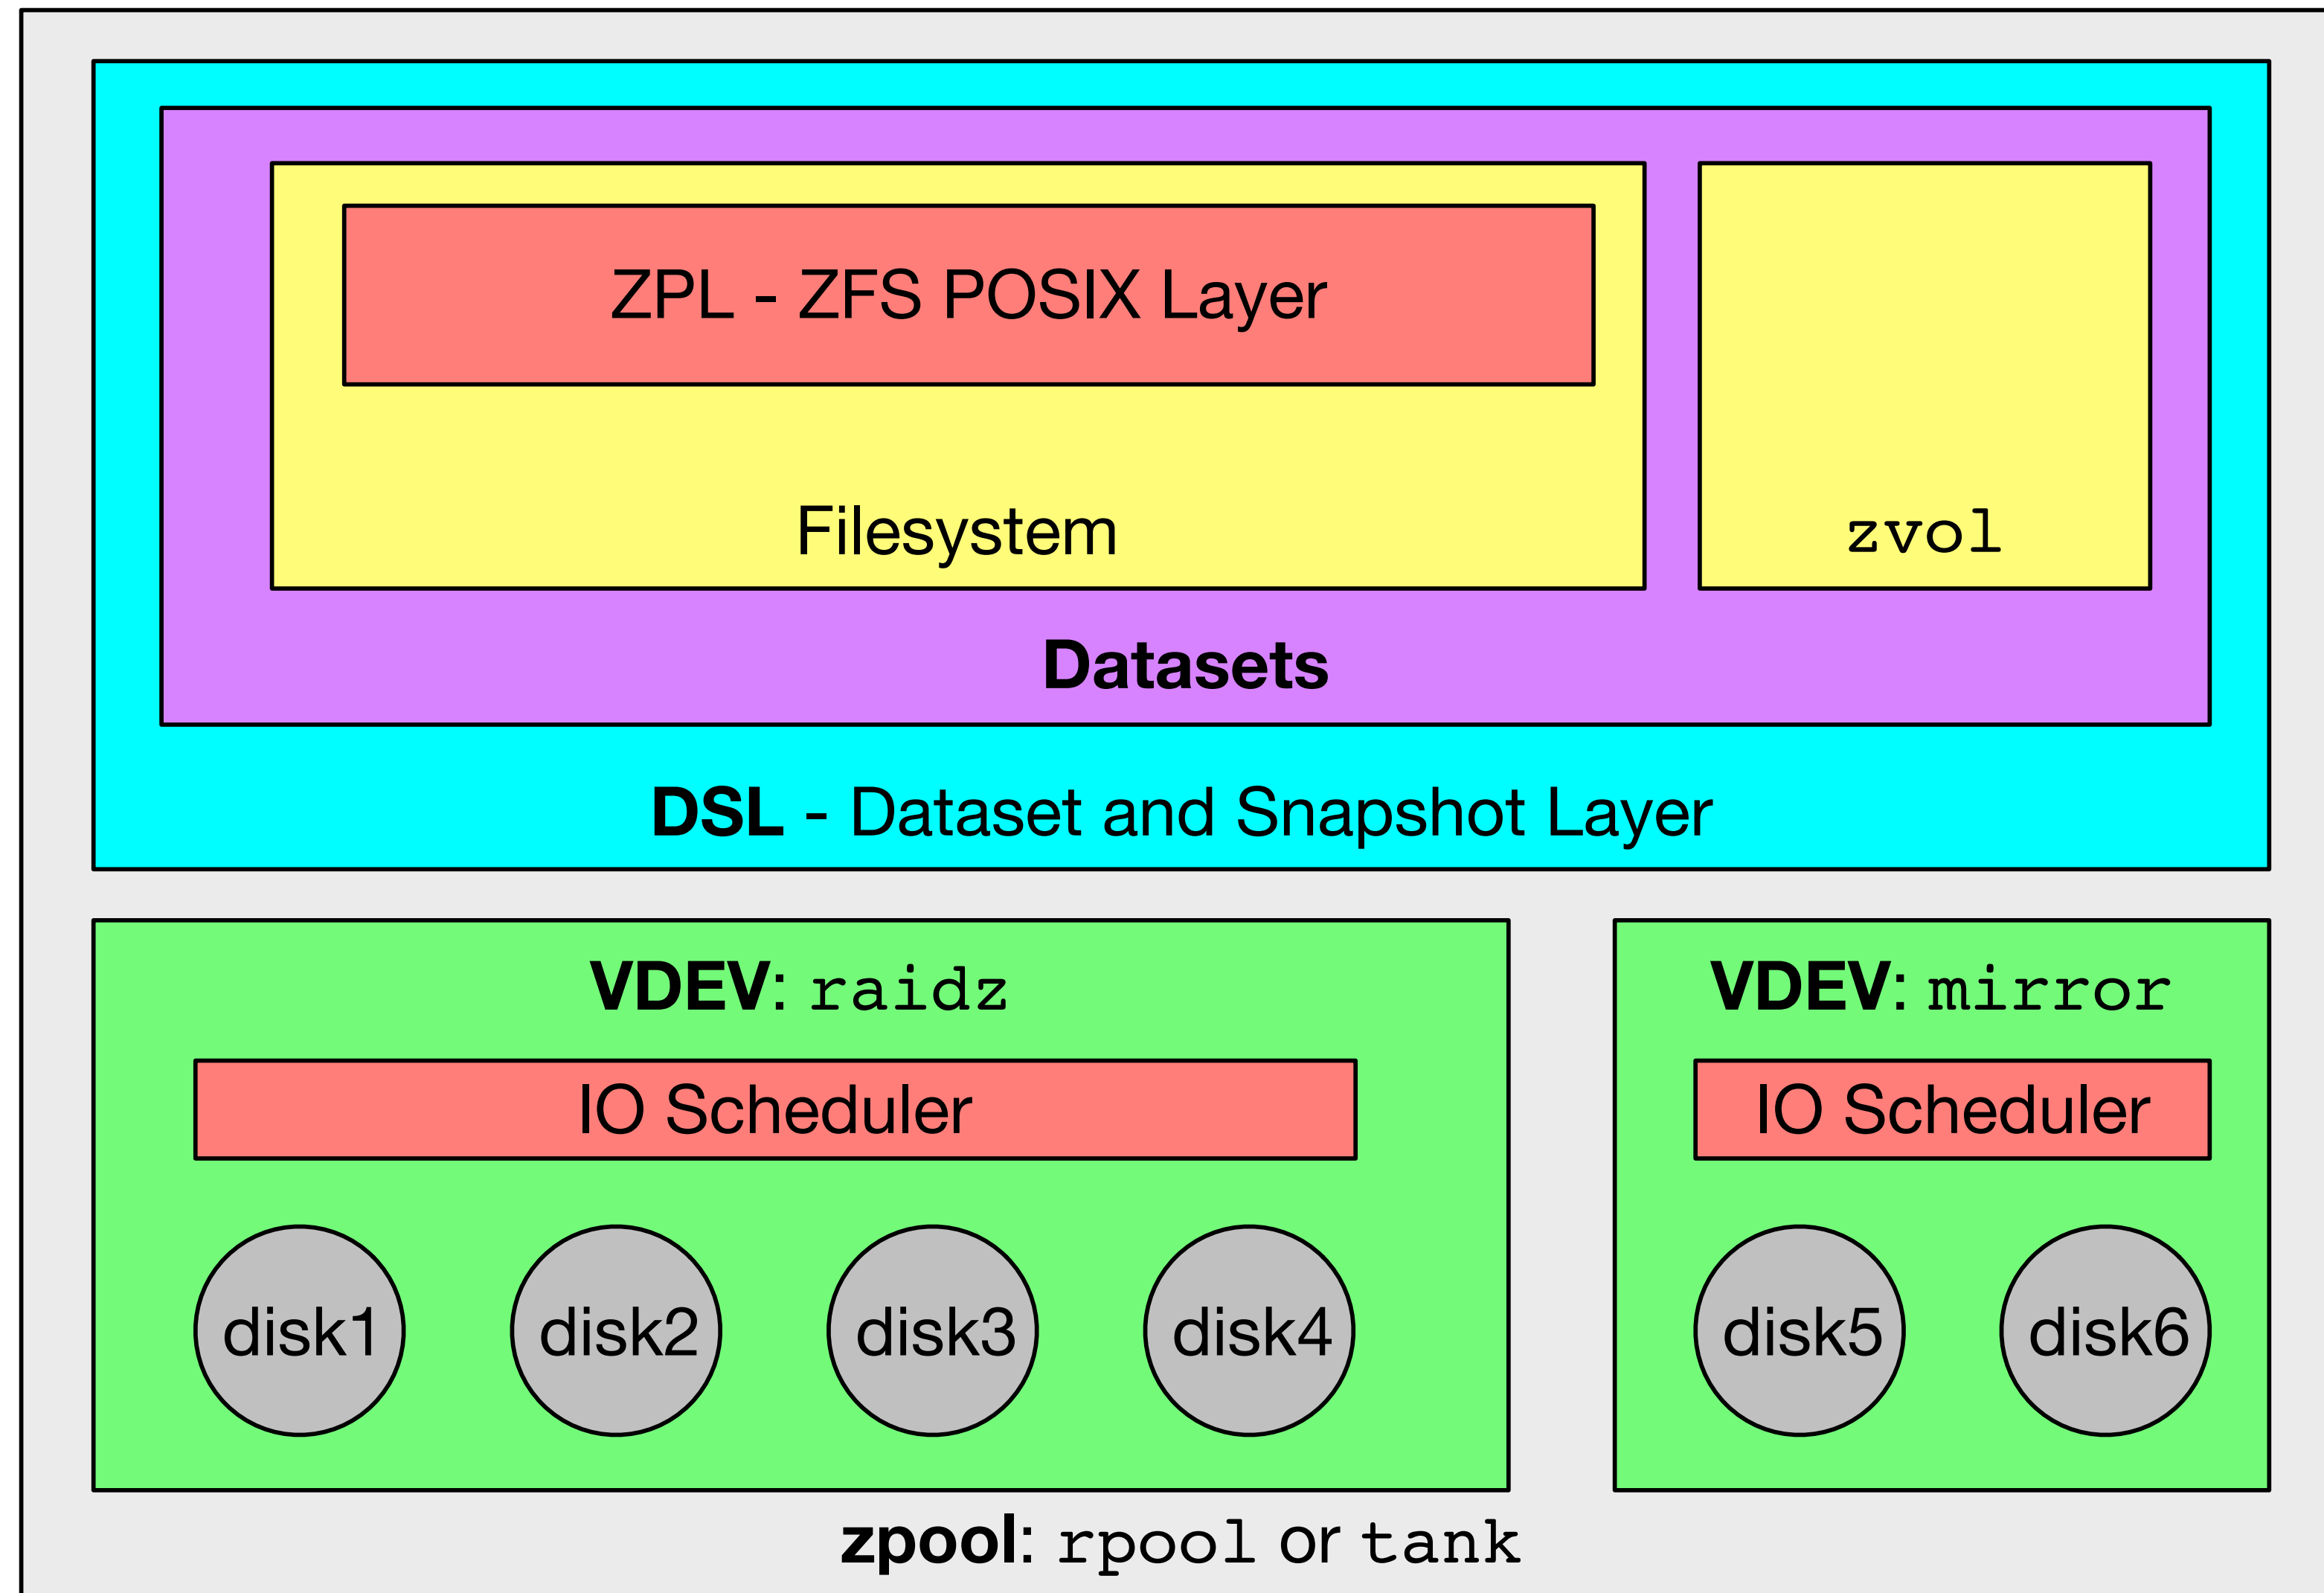 ZPL - ZFS POSIX Layer
Filesystem
zvol
Datasets
DSL - Dataset and Snapshot Layer
VDEV: raidz
IO Scheduler
disk1
disk2
disk3
disk4
VDEV: mirror
IO Scheduler
disk5
disk6
zpool: rpool or tank